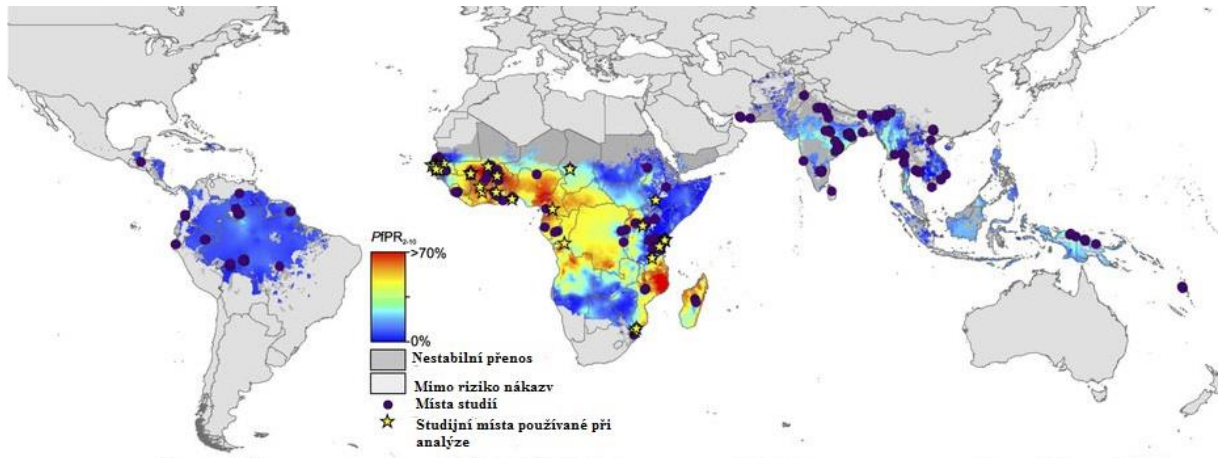 PfPR2-10
>70%
0%
Nestabilní přenos
Mimo riziko nákazv
Místa studií
Studijní místa používané při
analýze